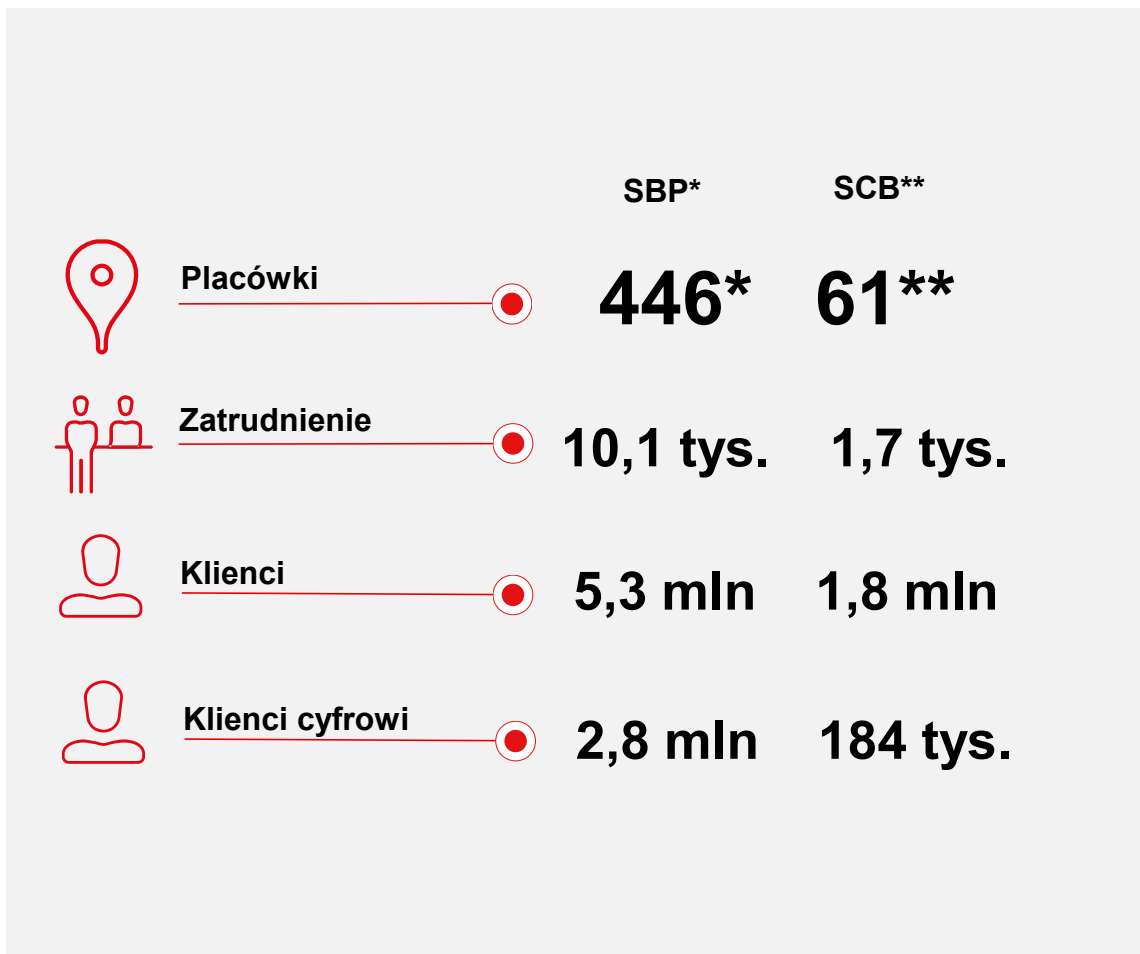 SBP* SCB**
Placówki 446* 61**
Zatrudnienie 10,1 tys. 1,7 tys.
Klienci 5,3 mln 1,8 mln
Klienci cyfrowi 2,8 mln 184 tys.